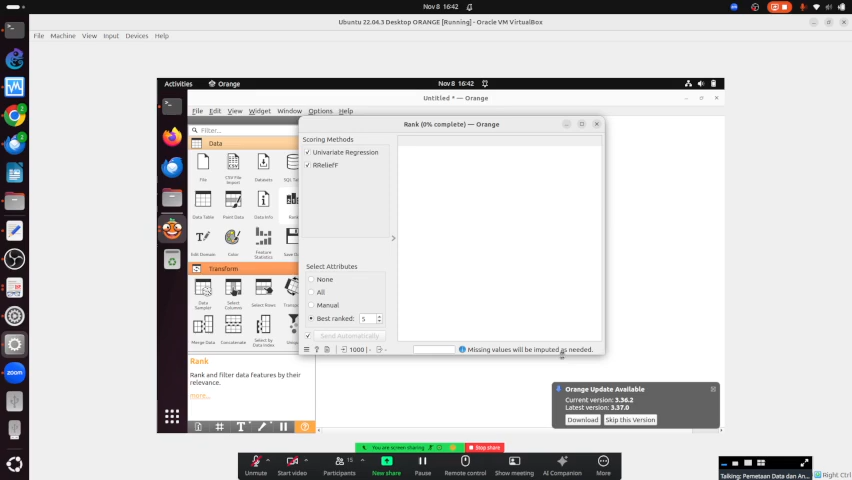 Nov 8 16:42
Ubuntu 22.04.3 Desktop ORANGE [Running] - Oracle VM VirtualBox
File Machine View Input Devices Help
Activities Orange Nov 8 16:42
Untitled * — Orange
File Edit View Widget Window Options Help
Filter...
Data
File
CSV File Import
Datasets
SQL
Data Table
Paint Data
Data Info
Rank
Edit Domain
Color
Feature Statistics
Transform
Data Sampler
Select Columns
Select Rows
Merge Data
Concatenate
Select by Data Index
Rank
Rank and filter data features by their relevance.
more...
Rank (0% complete) — Orange
Scoring Methods
Univariate Regression
RReliefF
Select Attributes
None
All
Manual
Best ranked: 5
Send Automatically
1000 | -
Missing values will be imputed as needed.
Orange Update Available
Current version: 3.36.2
Latest version: 3.37.0
Download Skip this Version
You are screen sharing Stop share
Unmute Start video Participants 15 New share Pause Remote control Show meeting AI Companion More
Talking: Pemetaan Data dan An...
Right Ctrl